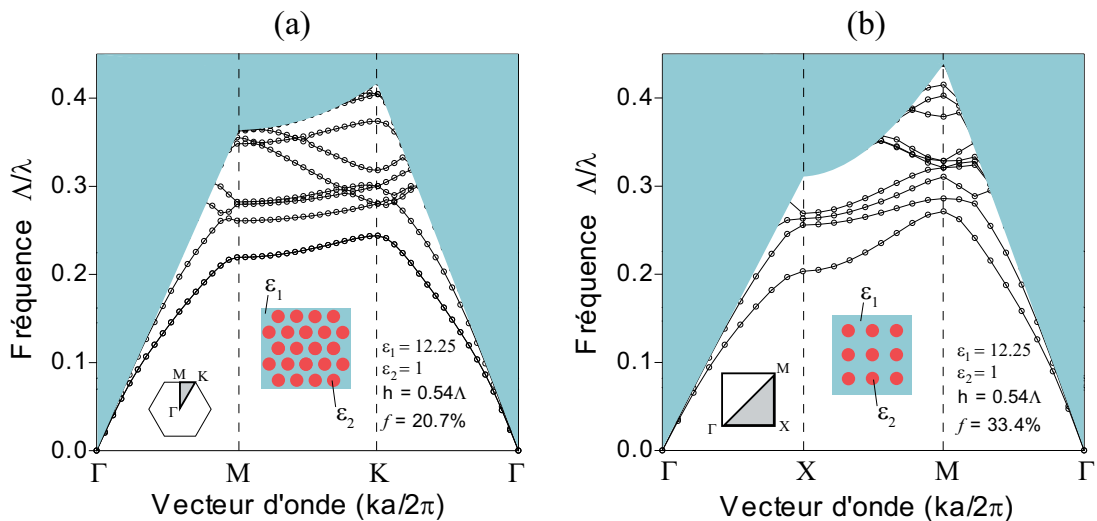 (a)
Fréquence Λ/λ
0.4
0.3
0.2
0.1
0.0
ε1
ε2
M K
Γ
ε1 = 12.25
ε2 = 1
h = 0.54Λ
f = 20.7%
Γ M K Γ
Vecteur d'onde (ka/2π)
(b)
Fréquence Λ/λ
0.4
0.3
0.2
0.1
0.0
ε1
ε2
M
Γ X
ε1 = 12.25
ε2 = 1
h = 0.54Λ
f = 33.4%
Γ X M Γ
Vecteur d'onde (ka/2π)